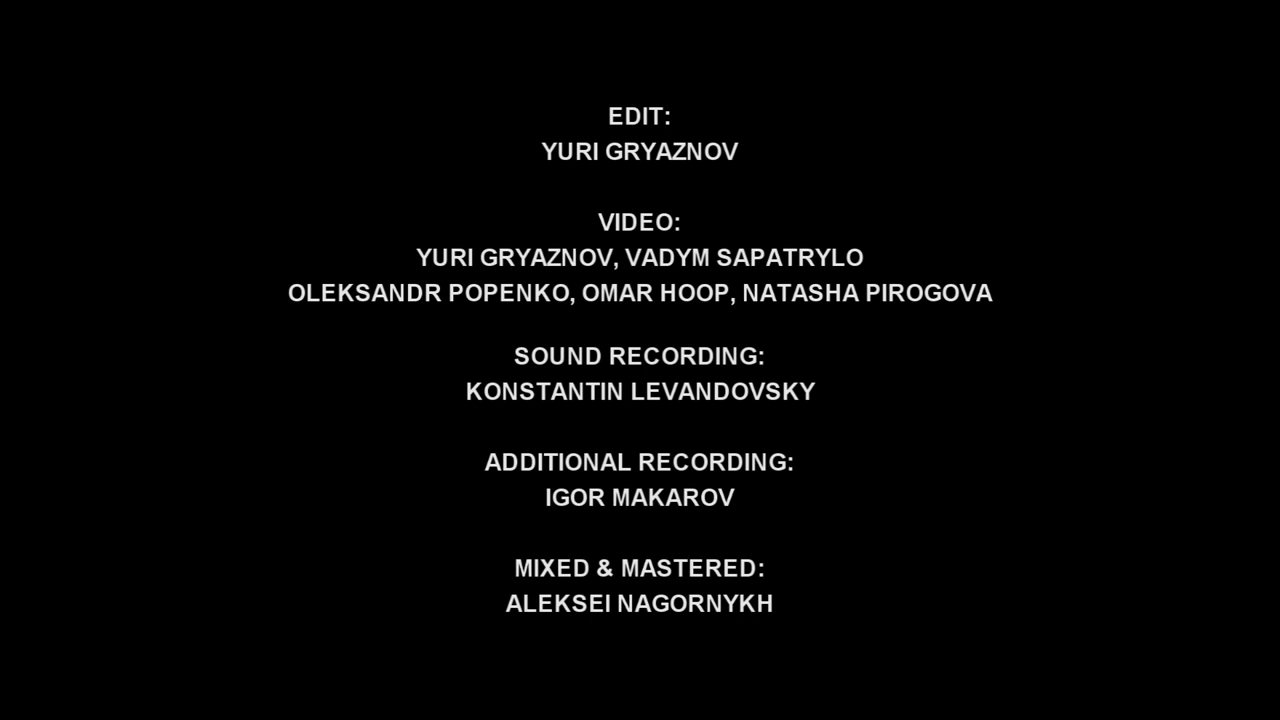 EDIT:
YURI GRYAZNOV
VIDEO:
YURI GRYAZNOV, VADYM SAPATRYLO
OLEKSANDR POPENKO, OMAR HOOP, NATASHA PIROGOVA
SOUND RECORDING:
KONSTANTIN LEVANDOVSKY
ADDITIONAL RECORDING:
IGOR MAKAROV
MIXED & MASTERED:
ALEKSEI NAGORNYKH